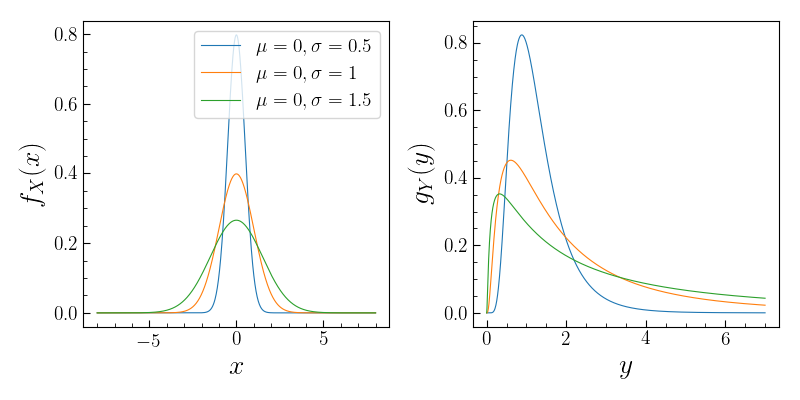 0.8
0.6
0.4
0.2
0.0
f_X(x)
−5
0
5
x
μ = 0, σ = 0.5
μ = 0, σ = 1
μ = 0, σ = 1.5
0.8
0.6
0.4
0.2
0.0
g_Y(y)
0
2
4
6
y